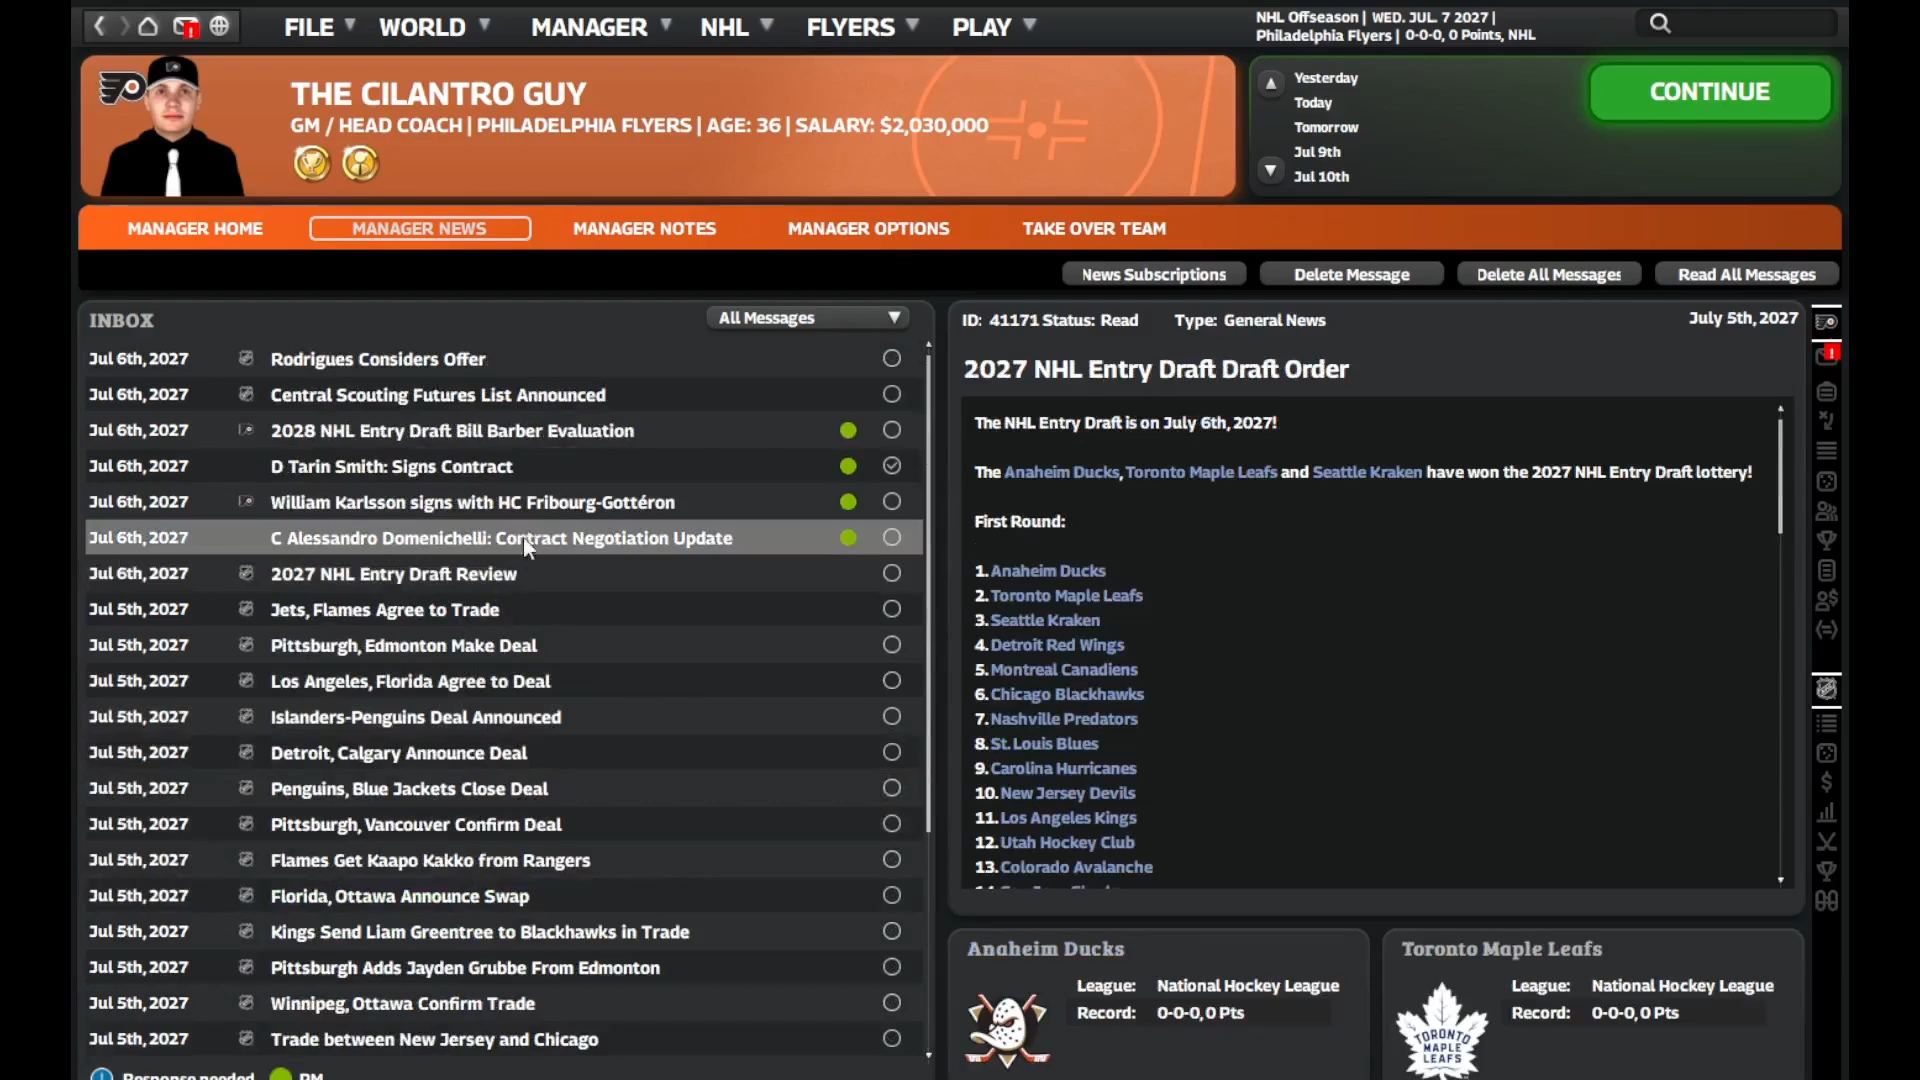 FILE WORLD MANAGER NHL FLYERS PLAY
NHL Offseason | WED. JUL. 7 2027 |
Philadelphia Flyers | 0-0-0, 0 Points, NHL
THE CILANTRO GUY
GM / HEAD COACH | PHILADELPHIA FLYERS | AGE: 36 | SALARY: $2,030,000
Yesterday
Today
Tomorrow
Jul 9th
Jul 10th
CONTINUE
MANAGER HOME MANAGER NEWS MANAGER NOTES MANAGER OPTIONS TAKE OVER TEAM
News Subscriptions Delete Message Delete All Messages Read All Messages
INBOX All Messages
Jul 6th, 2027 Rodrigues Considers Offer
Jul 6th, 2027 Central Scouting Futures List Announced
Jul 6th, 2027 2028 NHL Entry Draft Bill Barber Evaluation
Jul 6th, 2027 D Tarin Smith: Signs Contract
Jul 6th, 2027 William Karlsson signs with HC Fribourg-Gottéron
Jul 6th, 2027 C Alessandro Domenichelli: Contract Negotiation Update
Jul 6th, 2027 2027 NHL Entry Draft Review
Jul 5th, 2027 Jets, Flames Agree to Trade
Jul 5th, 2027 Pittsburgh, Edmonton Make Deal
Jul 5th, 2027 Los Angeles, Florida Agree to Deal
Jul 5th, 2027 Islanders-Penguins Deal Announced
Jul 5th, 2027 Detroit, Calgary Announce Deal
Jul 5th, 2027 Penguins, Blue Jackets Close Deal
Jul 5th, 2027 Pittsburgh, Vancouver Confirm Deal
Jul 5th, 2027 Flames Get Kaapo Kakko from Rangers
Jul 5th, 2027 Florida, Ottawa Announce Swap
Jul 5th, 2027 Kings Send Liam Greentree to Blackhawks in Trade
Jul 5th, 2027 Pittsburgh Adds Jayden Grubbe From Edmonton
Jul 5th, 2027 Winnipeg, Ottawa Confirm Trade
Jul 5th, 2027 Trade between New Jersey and Chicago
Response needed PM
ID: 41171 Status: Read Type: General News July 5th, 2027
2027 NHL Entry Draft Draft Order
The NHL Entry Draft is on July 6th, 2027!
The Anaheim Ducks, Toronto Maple Leafs and Seattle Kraken have won the 2027 NHL Entry Draft lottery!
First Round:
1. Anaheim Ducks
2. Toronto Maple Leafs
3. Seattle Kraken
4. Detroit Red Wings
5. Montreal Canadiens
6. Chicago Blackhawks
7. Nashville Predators
8. St. Louis Blues
9. Carolina Hurricanes
10. New Jersey Devils
11. Los Angeles Kings
12. Utah Hockey Club
13. Colorado Avalanche
Anaheim Ducks
League: National Hockey League
Record: 0-0-0, 0 Pts
Toronto Maple Leafs
League: National Hockey League
Record: 0-0-0, 0 Pts
TORONTO
MAPLE
LEAFS